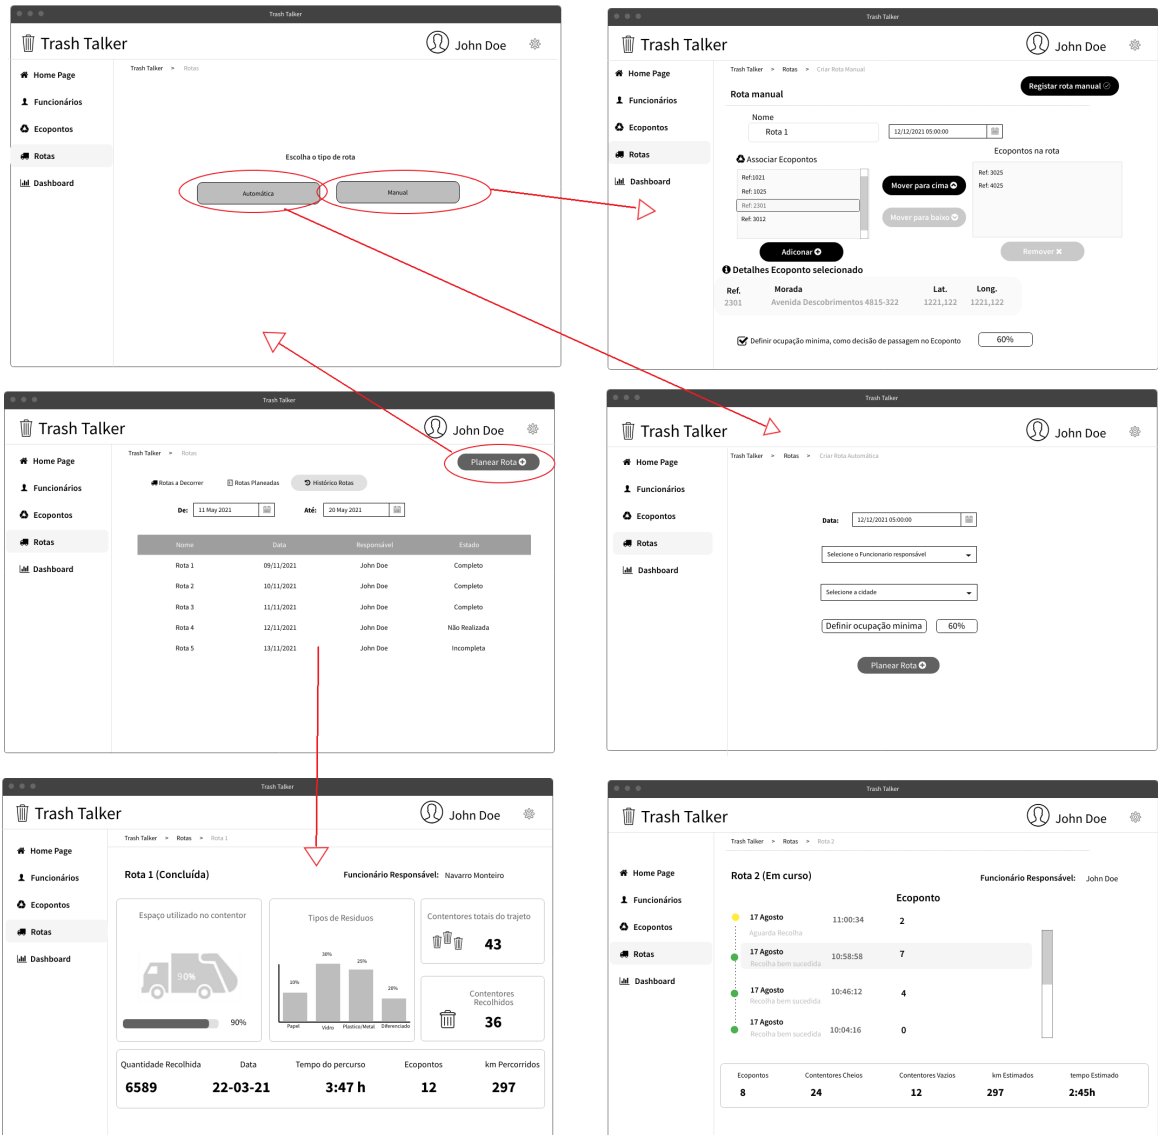 Trash Talker
Trash Talker
John Doe
Home Page
Funcionários
Ecopontos
Rotas
Dashboard
Trash Talker > Rotas
Escolha o tipo de rota
Automática
Manual
Trash Talker
Trash Talker
John Doe
Home Page
Funcionários
Ecopontos
Rotas
Dashboard
Trash Talker > Rotas > Criar Rota Manual
Registar rota manual
Rota manual
Nome
Rota 1
12/12/2021 05:00:00
Associar Ecopontos
Ecopontos na rota
Ref:1021
Ref: 1025
Ref: 2301
Ref: 3012
Mover para cima
Mover para baixo
Ref: 3025
Ref: 4025
Adicionar
Remover
Detalhes Ecoponto selecionado
Ref. Morada Lat. Long.
2301 Avenida Descobrimentos 4815-322 1221,122 1221,122
Definir ocupação minima, como decisão de passagem no Ecoponto 60%
Trash Talker
Trash Talker
John Doe
Home Page
Funcionários
Ecopontos
Rotas
Dashboard
Trash Talker > Rotas
Planear Rota
Rotas a Decorrer Rotas Planeadas Histórico Rotas
De: 11 May 2021 Até: 20 May 2021
Nome Data Responsável Estado
Rota 1 09/11/2021 John Doe Completo
Rota 2 10/11/2021 John Doe Completo
Rota 3 11/11/2021 John Doe Completo
Rota 4 12/11/2021 John Doe Não Realizada
Rota 5 13/11/2021 John Doe Incompleta
Trash Talker
Trash Talker
John Doe
Home Page
Funcionários
Ecopontos
Rotas
Dashboard
Trash Talker > Rotas > Criar Rota Automática
Data: 12/12/2021 05:00:00
Selecione o Funcionario responsável
Selecione a cidade
Definir ocupação minima 60%
Planear Rota
Trash Talker
Trash Talker
John Doe
Home Page
Funcionários
Ecopontos
Rotas
Dashboard
Trash Talker > Rotas > Rota 1
Rota 1 (Concluída)
Funcionário Responsável: Navarro Monteiro
Espaço utilizado no contentor
90%
90%
Tipos de Residuos
10%
30%
25%
20%
Papel Vidro Plastico/Metal Diferenciado
Contentores totais do trajeto
43
Contentores
Recolhidos
36
Quantidade Recolhida Data Tempo do percurso Ecopontos km Percorridos
6589 22-03-21 3:47 h 12 297
Trash Talker
Trash Talker
John Doe
Home Page
Funcionários
Ecopontos
Rotas
Dashboard
Trash Talker > Rotas > Rota 2
Rota 2 (Em curso)
Funcionário Responsável: John Doe
Ecoponto
17 Agosto 11:00:34 2
Aguarda Recolha
17 Agosto 10:58:58 7
Recolha bem sucedida
17 Agosto 10:46:12 4
Recolha bem sucedida
17 Agosto
Recolha bem sucedida 10:04:16 0
Ecopontos Contentores Cheios Contentores Vazios km Estimados tempo Estimado
8 24 12 297 2:45h